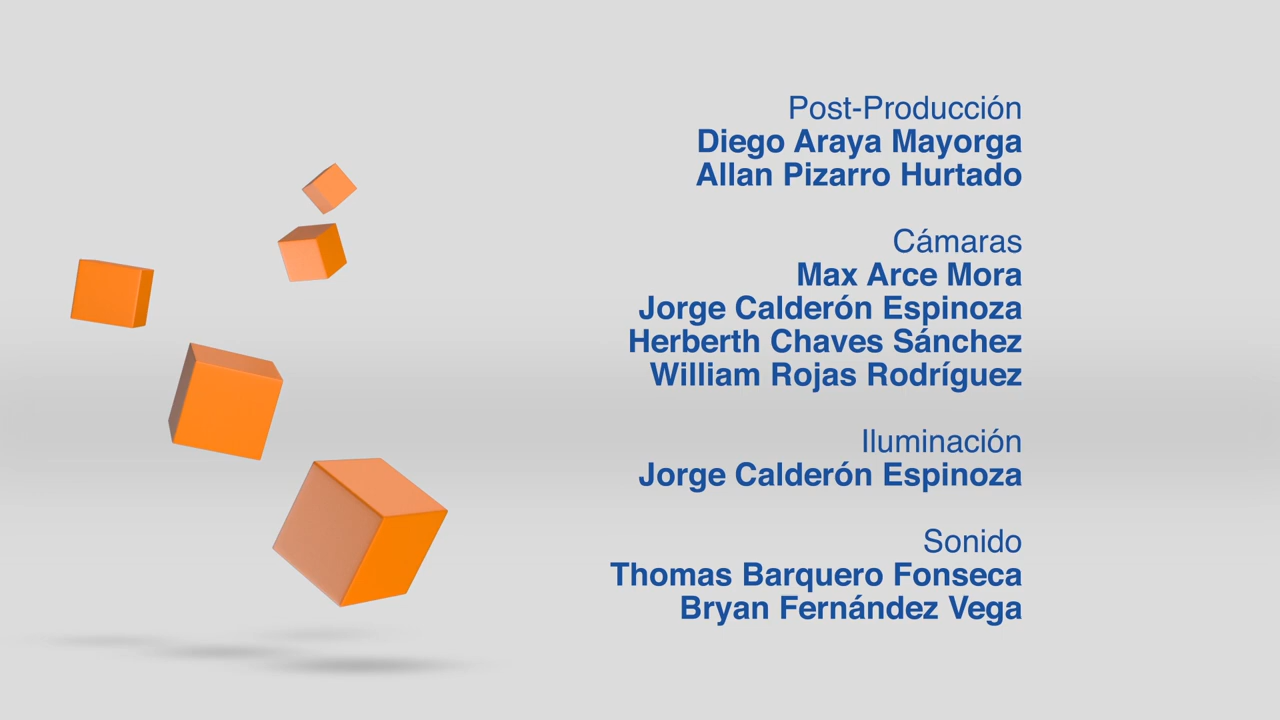 Post-Producción
Diego Araya Mayorga
Allan Pizarro Hurtado
Cámaras
Max Arce Mora
Jorge Calderón Espinoza
Herberth Chaves Sánchez
William Rojas Rodríguez
Iluminación
Jorge Calderón Espinoza
Sonido
Thomas Barquero Fonseca
Bryan Fernández Vega